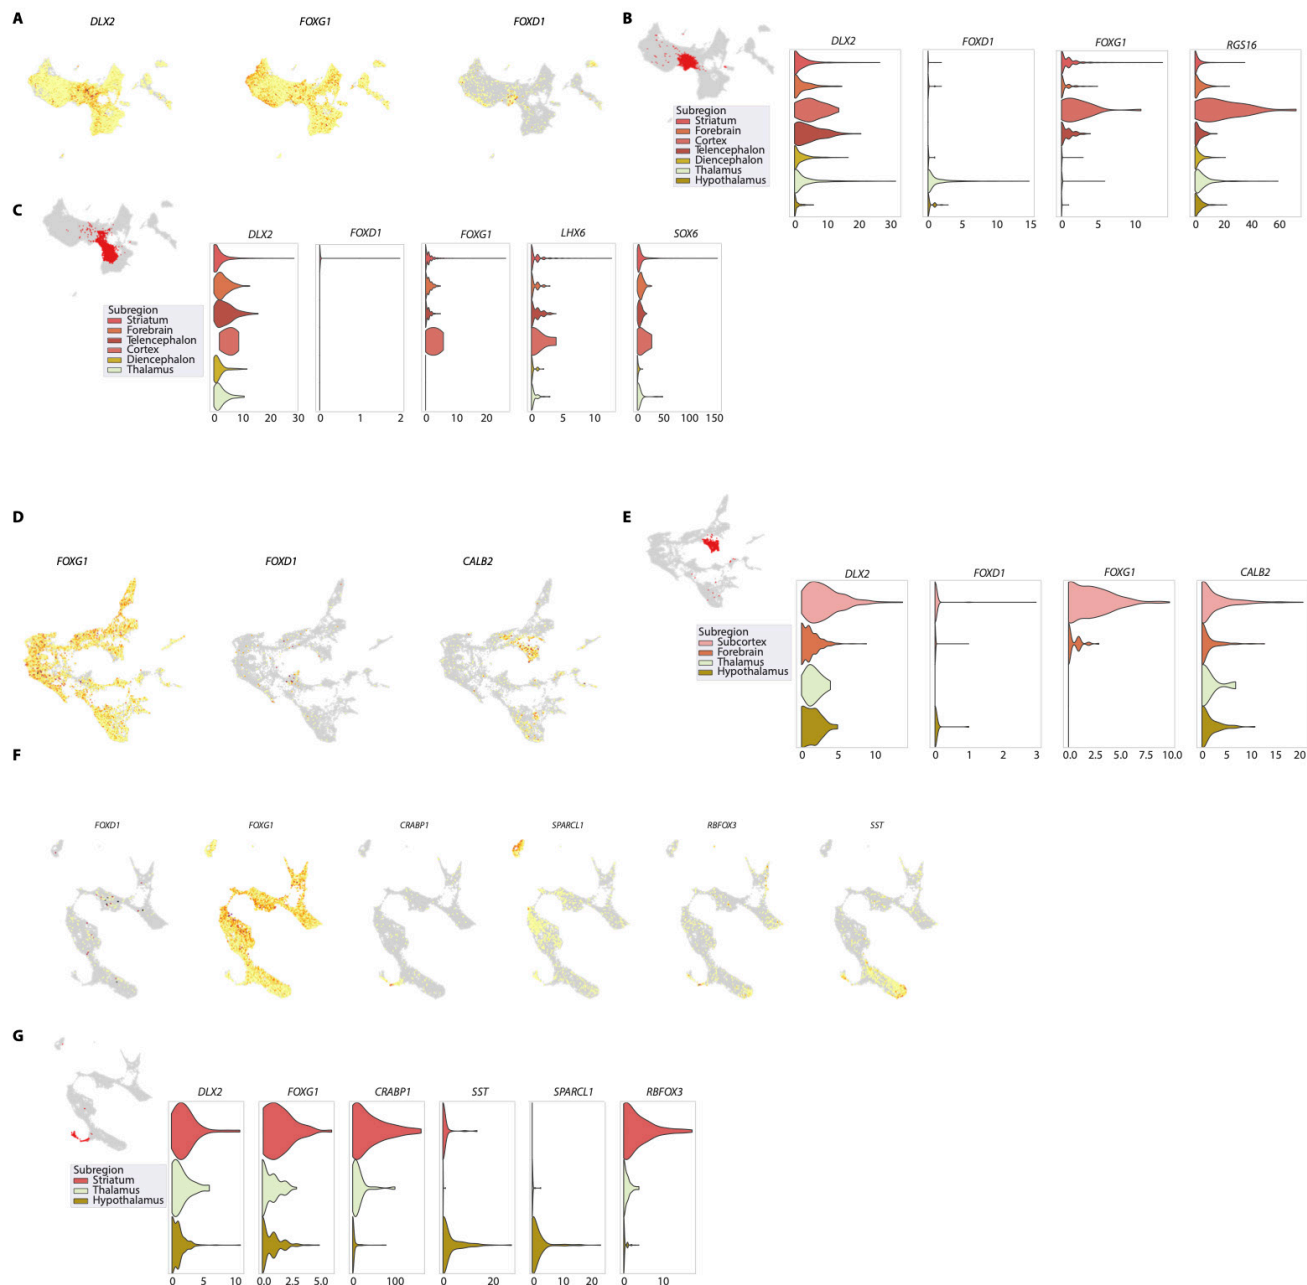 A
DLX2 FOXG1 FOXD1
B
DLX2 FOXD1 FOXG1 RGS16
Subregion
Striatum
Forebrain
Cortex
Telencephalon
Diencephalon
Thalamus
Hypothalamus
0 10 20 30 0 5 10 15 0 5 10 0 20 40 60
C
DLX2 FOXD1 FOXG1 LHX6 SOX6
Subregion
Striatum
Forebrain
Telencephalon
Cortex
Diencephalon
Thalamus
0 10 20 30 0 1 2 0 10 20 0 5 10 0 50 100 150
D
FOXG1 FOXD1 CALB2
E
DLX2 FOXD1 FOXG1 CALB2
Subregion
Subcortex
Forebrain
Thalamus
Hypothalamus
0 5 10 0 1 2 3 0.0 2.5 5.0 7.5 10.0 0 5 10 15 20
F
FOXD1 FOXG1 CRABP1 SPARCL1 RBFOX3 SST
G
DLX2 FOXG1 CRABP1 SST SPARCL1 RBFOX3
Subregion
Striatum
Thalamus
Hypothalamus
0 5 10 0.0 2.5 5.0 0 100 0 20 0 20 0 10